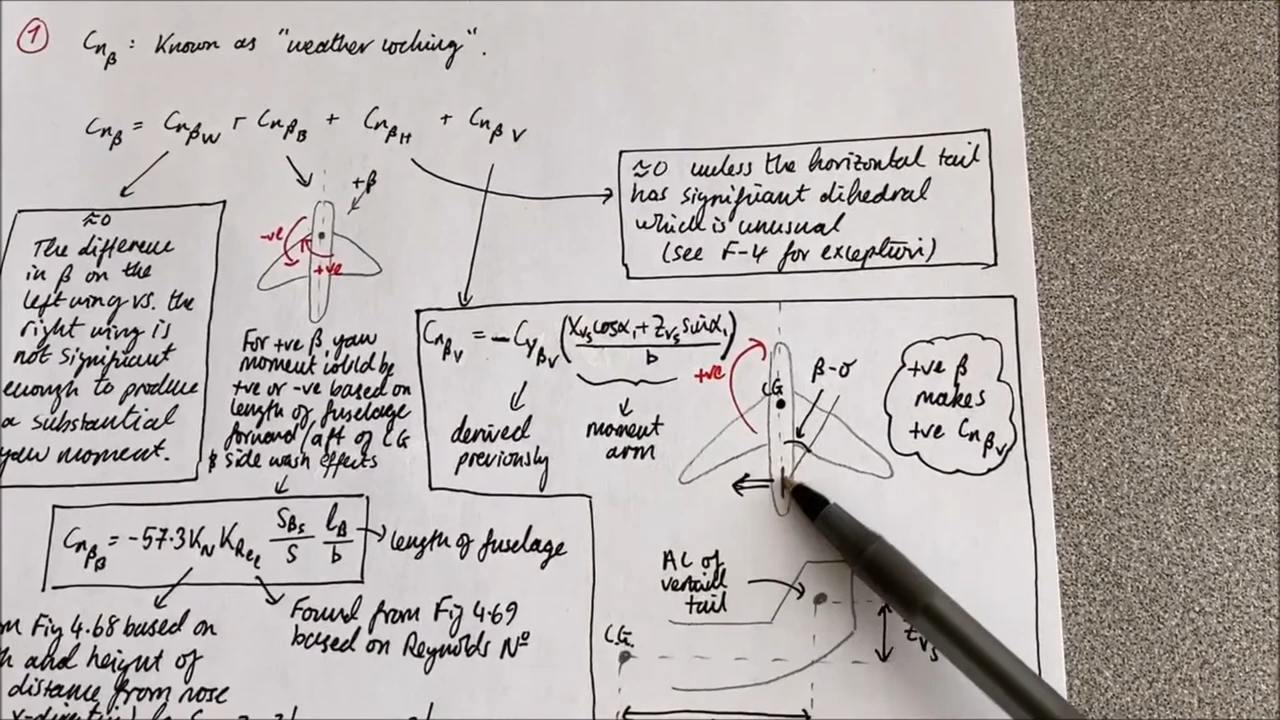 1 Cnβ : Known as "weather cocking".
Cnβ = CnβW + CnβB + CnβH + CnβV
≈0
The difference
in β on the
left wing vs. the
right wing is
not significant
enough to produce
a substantial
yaw moment.
+β
-ve
+ve
For +ve β yaw
moment could be
+ve or -ve based on
length of fuselage
forward/aft of CG
& side wash effects
CnβB = -57.3 KN KRel SBs/S lB/b → length of fuselage
Fig 4.68 based on
and height of
distance from nose
Found from Fig 4.69
based on Reynolds Nº
≈0 unless the horizontal tail
has significant dihedral
which is unusual
(see F-4 for exception)
CnβV = -CyβV (xVs cosα1 + zVs sinα1 / b)
derived
previously
moment
arm
+ve
CG
β-σ
+ve β
makes
+ve CnβV
AC of
vertical
tail
CG
zVs